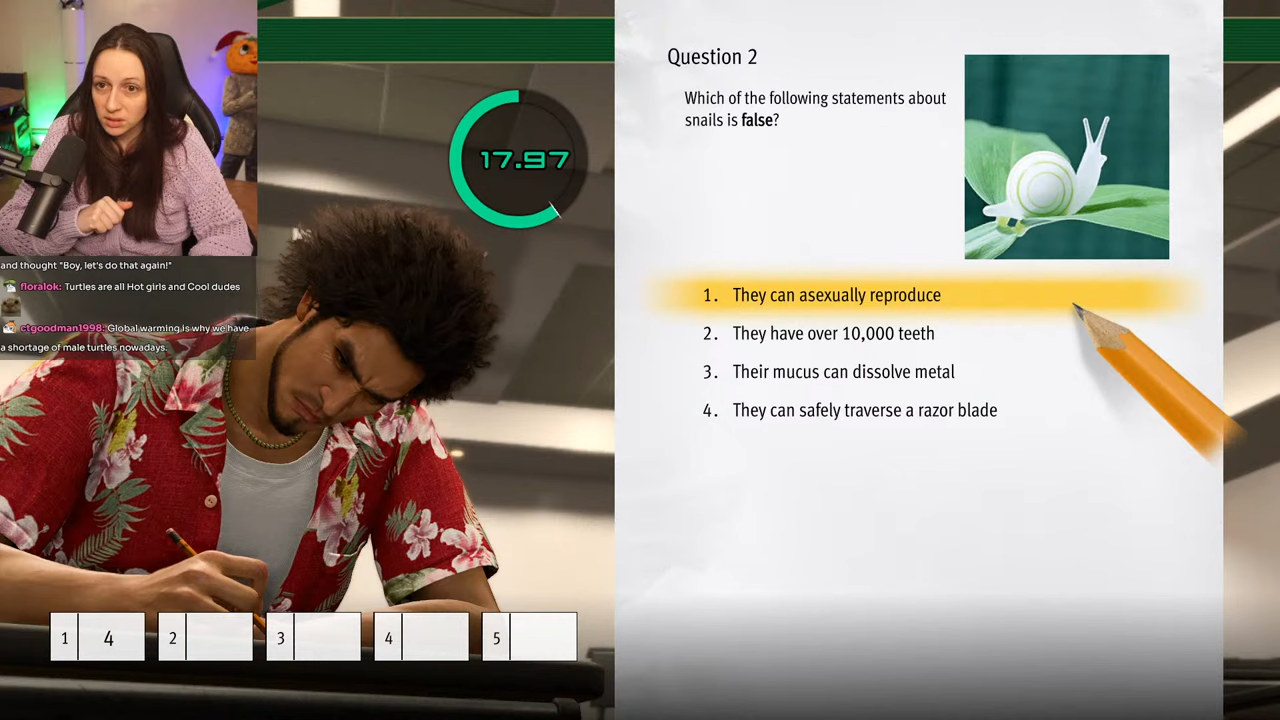 and thought "Boy, let's do that again!"
floralok: Turtles are all Hot girls and Cool dudes
ctgoodman1998: Global warming is why we have
a shortage of male turtles nowadays.
17.97
Question 2
Which of the following statements about
snails is false?
1. They can asexually reproduce
2. They have over 10,000 teeth
3. Their mucus can dissolve metal
4. They can safely traverse a razor blade
1 4 2 3 4 5